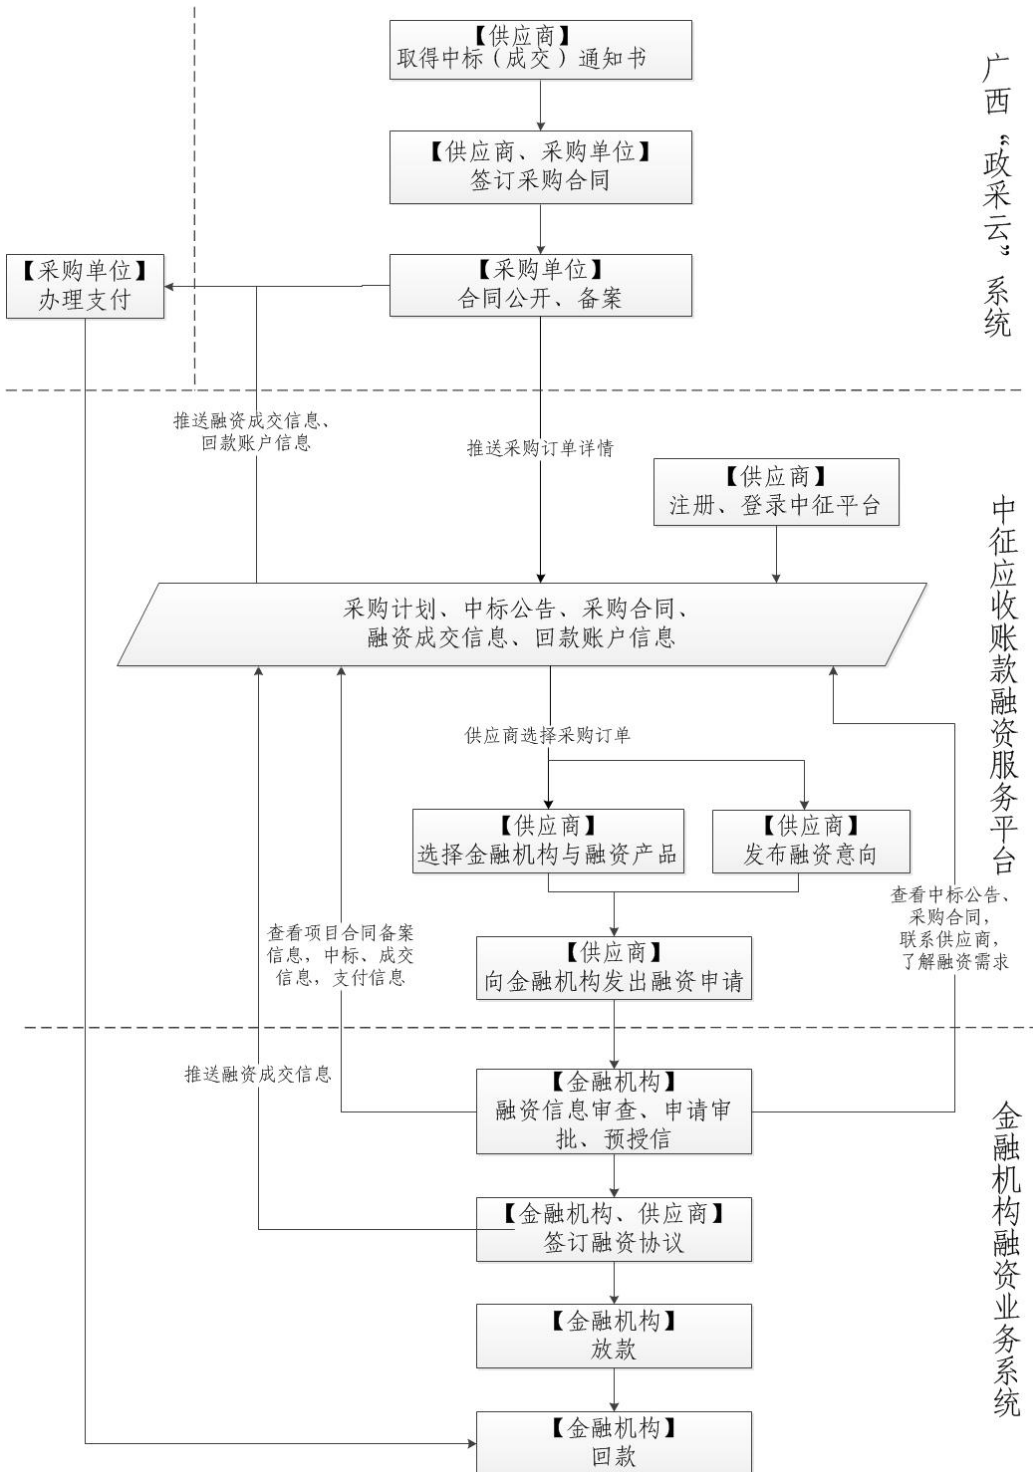 【供应商】
取得中标（成交）通知书
广西“政采云”系统
【供应商、采购单位】
签订采购合同
【采购单位】
办理支付
【采购单位】
合同公开、备案
推送融资成交信息、
回款账户信息
推送采购订单详情
【供应商】
注册、登录中征平台
中征应收账款融资服务平台
采购计划、中标公告、采购合同、
融资成交信息、回款账户信息
供应商选择采购订单
【供应商】
选择金融机构与融资产品
【供应商】
发布融资意向
查看中标公告、
采购合同，
联系供应商，
了解融资需求
查看项目合同备案
信息，中标、成交
信息，支付信息
【供应商】
向金融机构发出融资申请
推送融资成交信息
【金融机构】
融资信息审查、申请审
批、预授信
金融机构融资业务系统
【金融机构、供应商】
签订融资协议
【金融机构】
放款
【金融机构】
回款